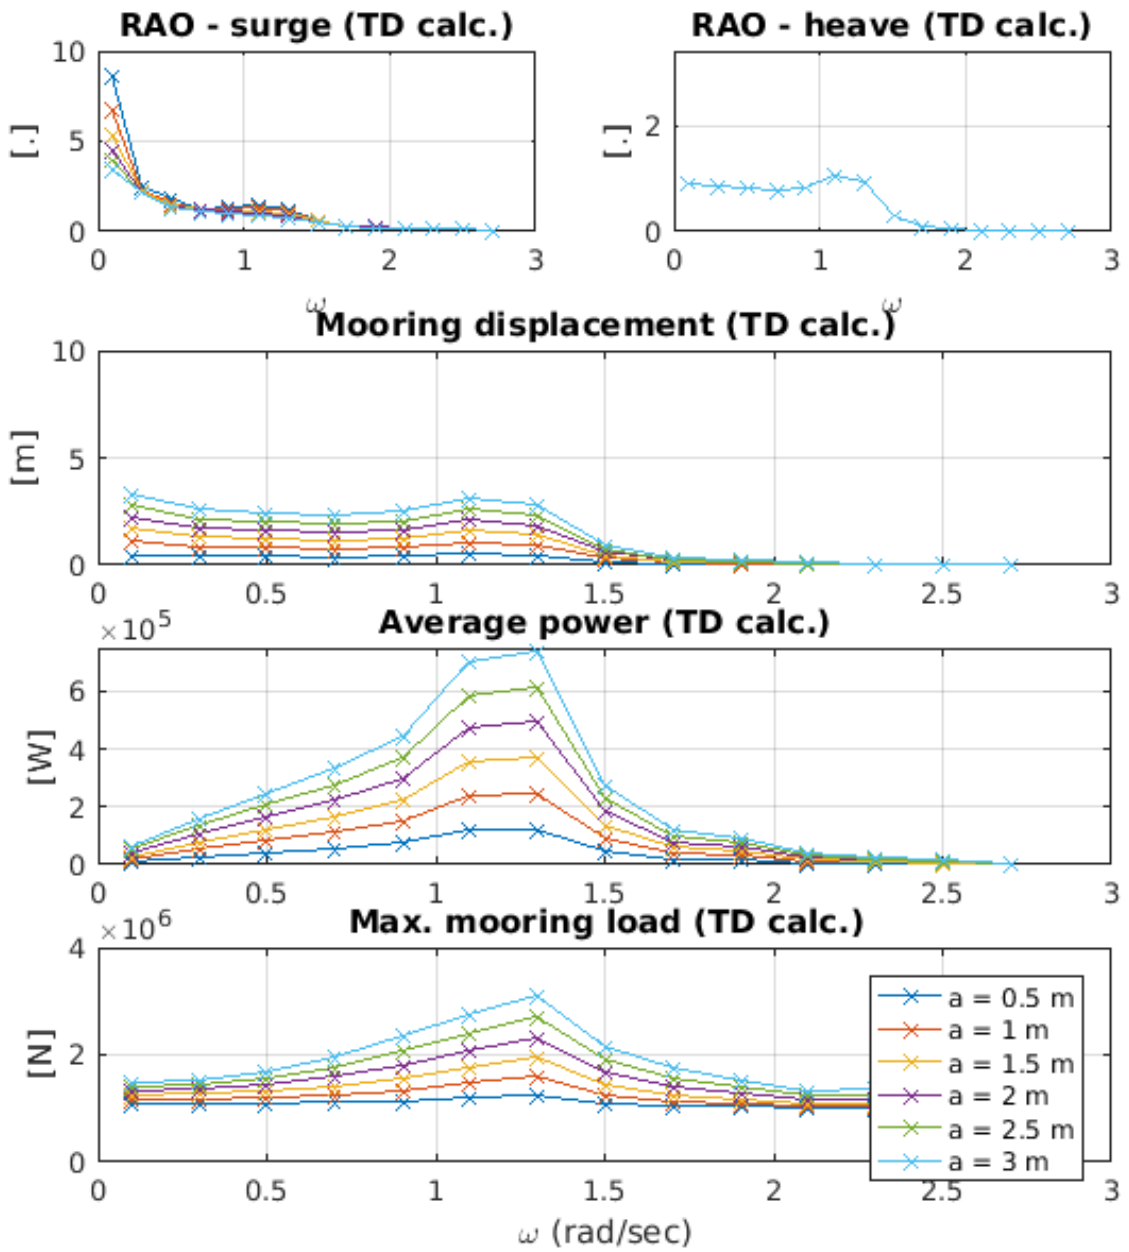 RAO - surge (TD calc.)
RAO - heave (TD calc.)
10
5
0
[.]
0 1 2 3
ω
2
0
[.]
0 1 2 3
ω
Mooring displacement (TD calc.)
10
5
0
[m]
0 0.5 1 1.5 2 2.5 3
×10^5
Average power (TD calc.)
6
4
2
0
[W]
0 0.5 1 1.5 2 2.5 3
×10^6
Max. mooring load (TD calc.)
4
2
0
[N]
a = 0.5 m
a = 1 m
a = 1.5 m
a = 2 m
a = 2.5 m
a = 3 m
0 0.5 1 1.5 2 2.5 3
ω (rad/sec)